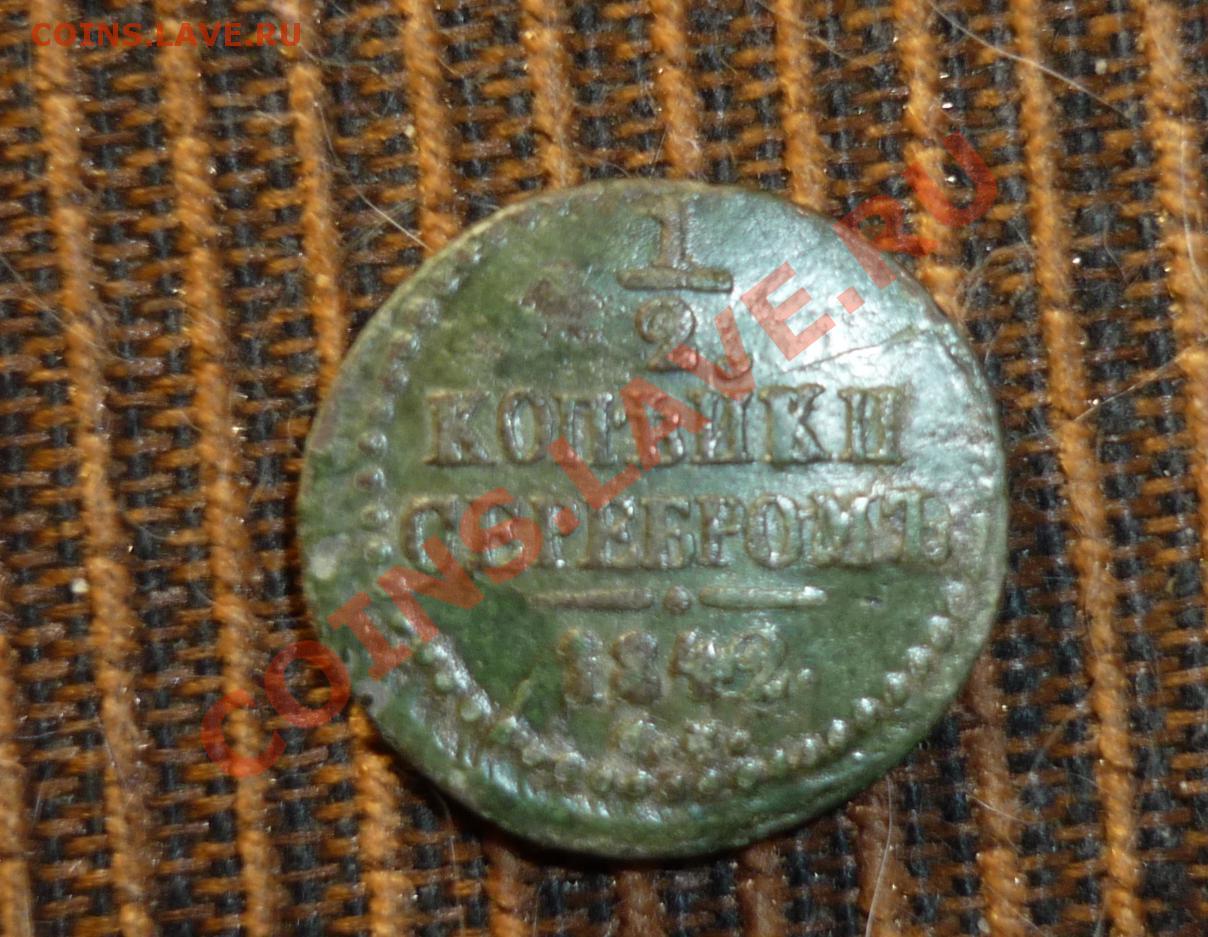 COINS.LAVE.RU
1
2
КОПѢЙКИ
СЕРЕБРОМЪ
1842.
COINS.LAVE.RU